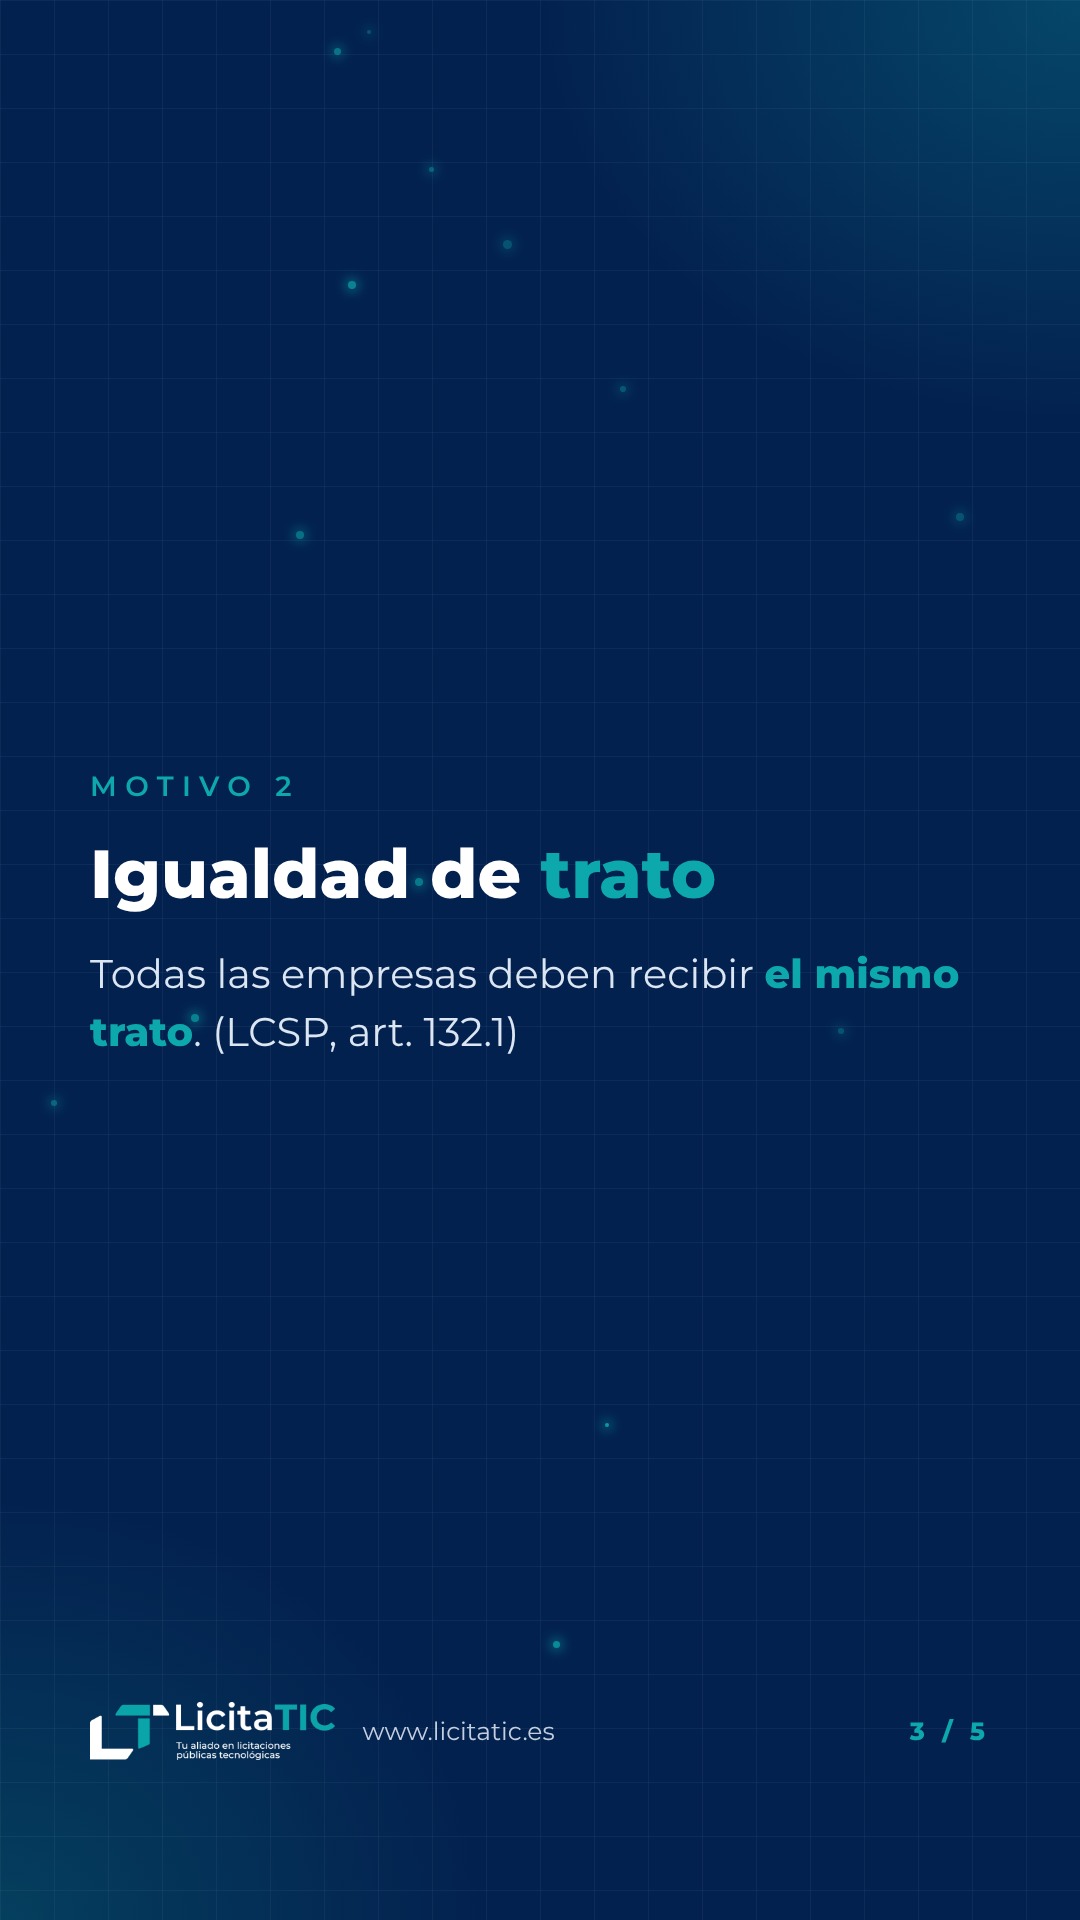 MOTIVO 2
Igualdad de trato
Todas las empresas deben recibir el mismo
trato. (LCSP, art. 132.1)
LicitaTIC
Tu aliado en licitaciones
públicas tecnológicas
www.licitatic.es
3 / 5